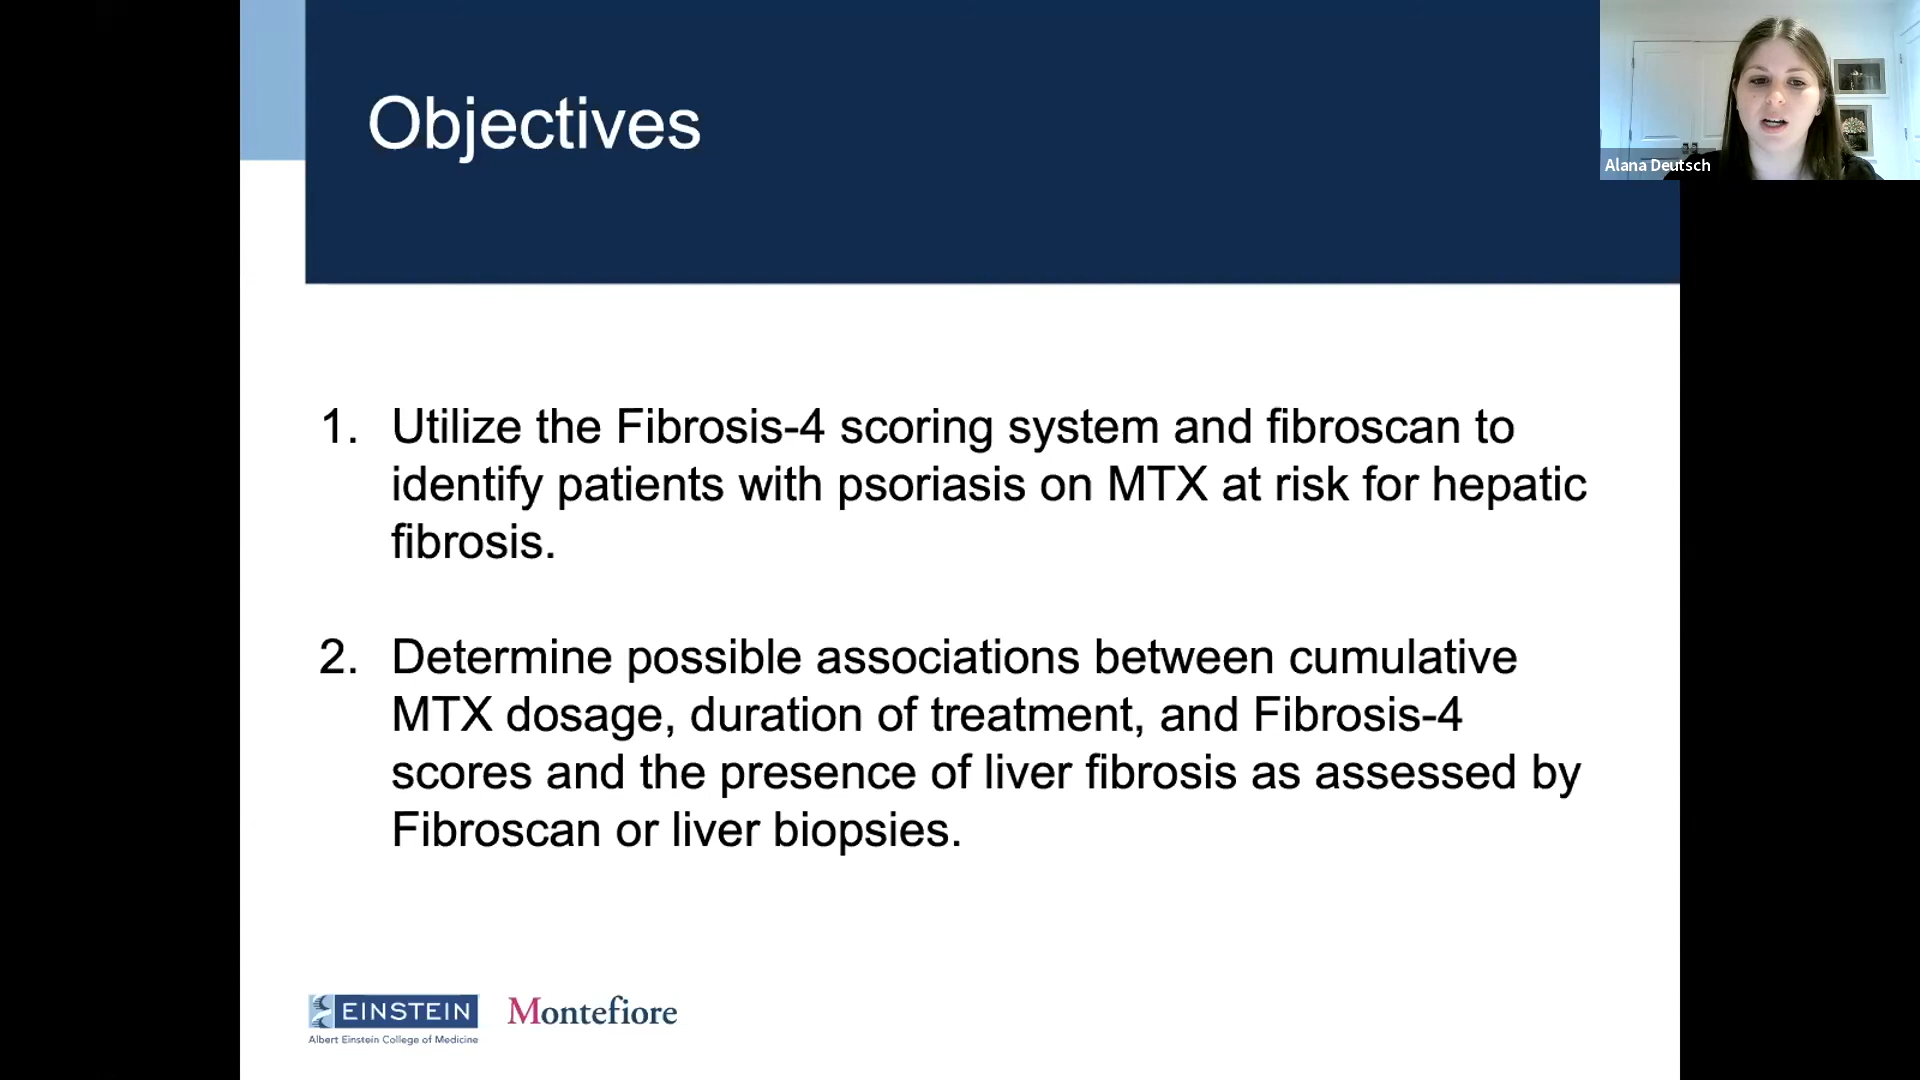 Objectives
Alana Deutsch
1. Utilize the Fibrosis-4 scoring system and fibroscan to
identify patients with psoriasis on MTX at risk for hepatic
fibrosis.
2. Determine possible associations between cumulative
MTX dosage, duration of treatment, and Fibrosis-4
scores and the presence of liver fibrosis as assessed by
Fibroscan or liver biopsies.
EINSTEIN
Albert Einstein College of Medicine
Montefiore